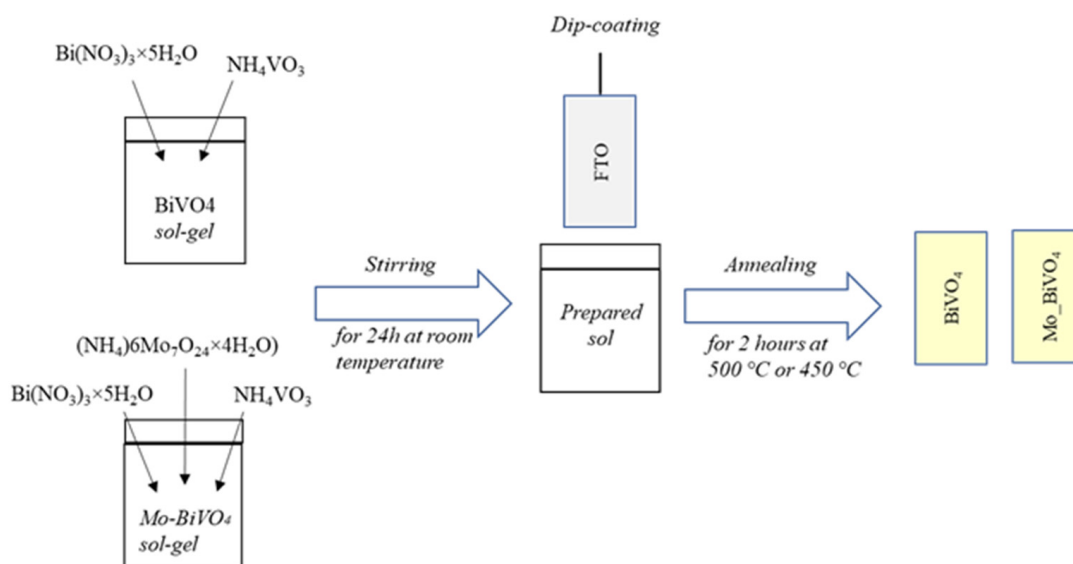 Dip-coating
Bi(NO₃)₃×5H₂O
NH₄VO₃
FTO
BiVO4
sol-gel
Stirring
for 24h at room
temperature
Prepared
sol
Annealing
for 2 hours at
500 °C or 450 °C
BiVO₄
Mo_BiVO₄
(NH₄)6Mo₇O₂₄×4H₂O)
Bi(NO₃)₃×5H₂O
NH₄VO₃
Mo-BiVO₄
sol-gel